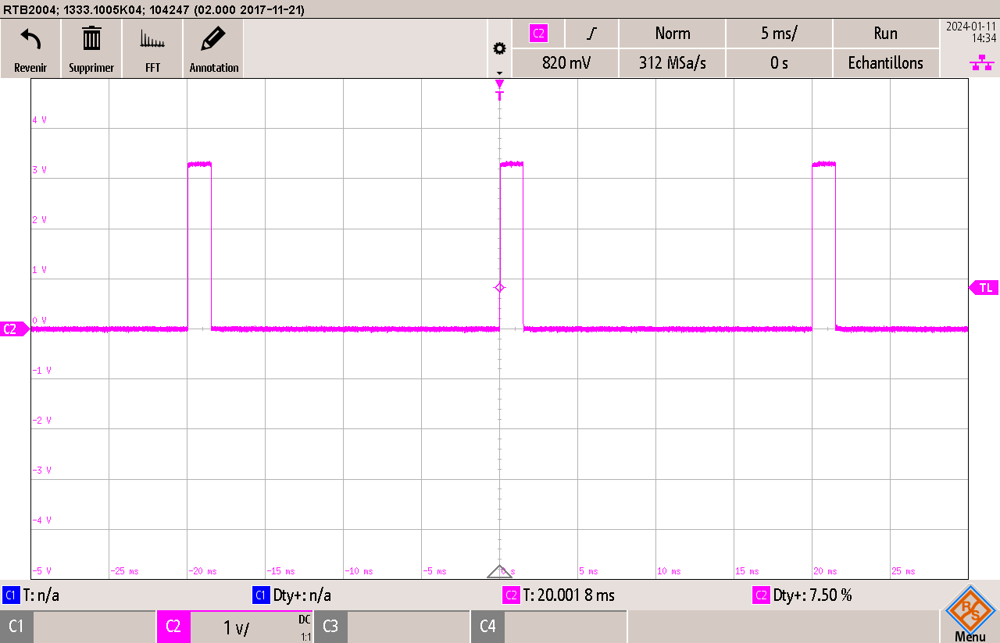 RTB2004; 1333.1005K04; 104247 (02.000 2017-11-21)
Revenir
Supprimer
FFT
Annotation
C2
Norm
5 ms/
Run
820 mV
312 MSa/s
0 s
Echantillons
2024-01-11
14:34
T
4 V
3 V
2 V
1 V
0 V
C2
TL
-1 V
-2 V
-3 V
-4 V
-5 V
-25 ms
-20 ms
-15 ms
-10 ms
-5 ms
0 s
5 ms
10 ms
15 ms
20 ms
25 ms
C1 T: n/a
C1 Dty+: n/a
C2 T: 20.001 8 ms
C2 Dty+: 7.50 %
C1
C2
1 V/
DC
1:1
C3
C4
R&S
Menu